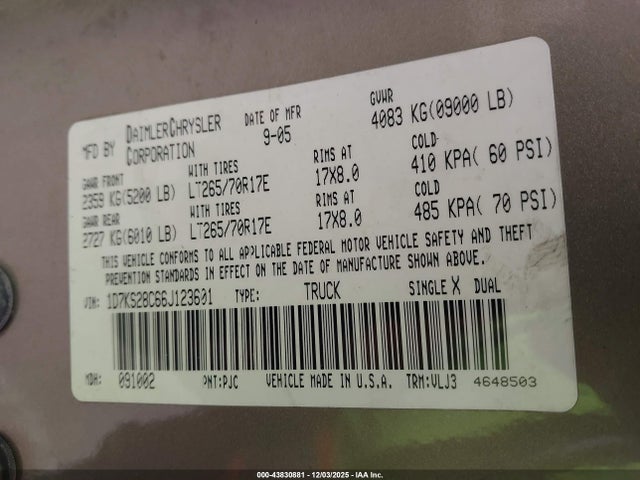 MFD BY DAIMLERCHRYSLER CORPORATION DATE OF MFR 9-05 GVWR 4083 KG(09000 LB)
GAWR FRONT WITH TIRES RIMS AT COLD
2359 KG(5200 LB) LT265/70R17E 17X8.0 410 KPA( 60 PSI)
GAWR REAR WITH TIRES RIMS AT COLD
2727 KG(6010 LB) LT265/70R17E 17X8.0 485 KPA( 70 PSI)
THIS VEHICLE CONFORMS TO ALL APPLICABLE FEDERAL MOTOR VEHICLE SAFETY AND THEFT
PREVENTION STANDARDS IN EFFECT ON THE DATE OF MANUFACTURE SHOWN ABOVE.
VIN: 1D7KS28C66J123601 TYPE: TRUCK SINGLE X DUAL
MDH: 091002 PNT:PJC VEHICLE MADE IN U.S.A. TRM:VLJ3 4648503
000-43830881 - 12/03/2025 - IAA Inc.